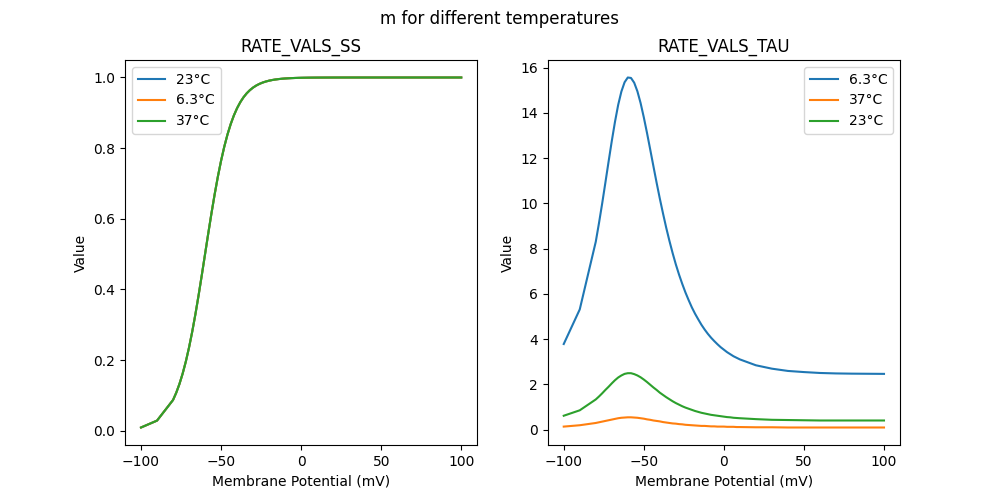 m for different temperatures
RATE_VALS_SS
23°C
6.3°C
37°C
1.0
0.8
0.6
0.4
0.2
0.0
Value
−100
−50
0
50
100
Membrane Potential (mV)
RATE_VALS_TAU
6.3°C
37°C
23°C
16
14
12
10
8
6
4
2
0
Value
−100
−50
0
50
100
Membrane Potential (mV)